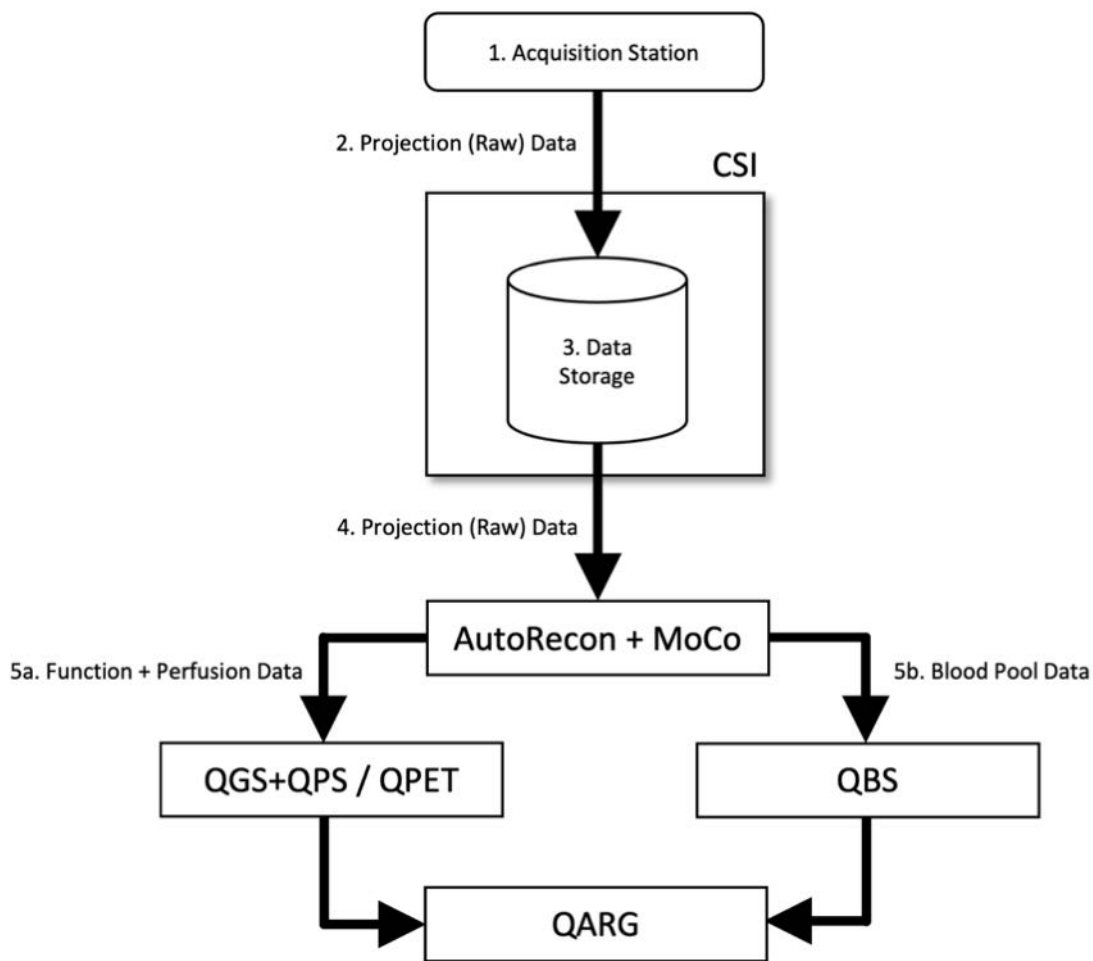 1. Acquisition Station
2. Projection (Raw) Data
CSI
3. Data
Storage
4. Projection (Raw) Data
AutoRecon + MoCo
5a. Function + Perfusion Data
5b. Blood Pool Data
QGS+QPS / QPET
QBS
QARG